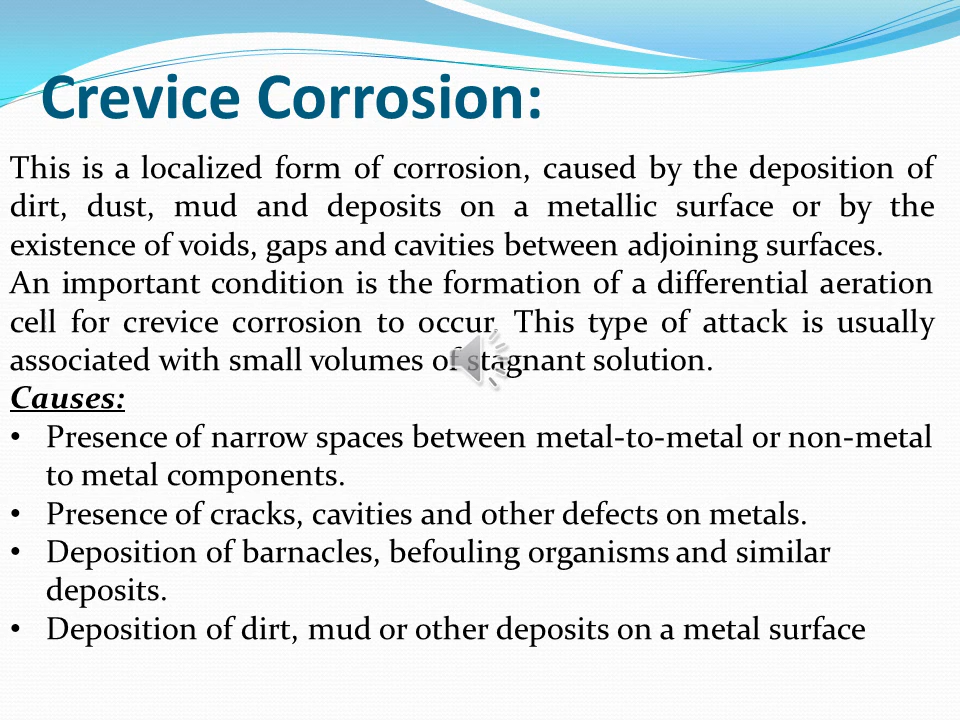 Crevice Corrosion:
This is a localized form of corrosion, caused by the deposition of
dirt, dust, mud and deposits on a metallic surface or by the
existence of voids, gaps and cavities between adjoining surfaces.
An important condition is the formation of a differential aeration
cell for crevice corrosion to occur. This type of attack is usually
associated with small volumes of stagnant solution.
Causes:
• Presence of narrow spaces between metal-to-metal or non-metal
to metal components.
• Presence of cracks, cavities and other defects on metals.
• Deposition of barnacles, befouling organisms and similar
deposits.
• Deposition of dirt, mud or other deposits on a metal surface